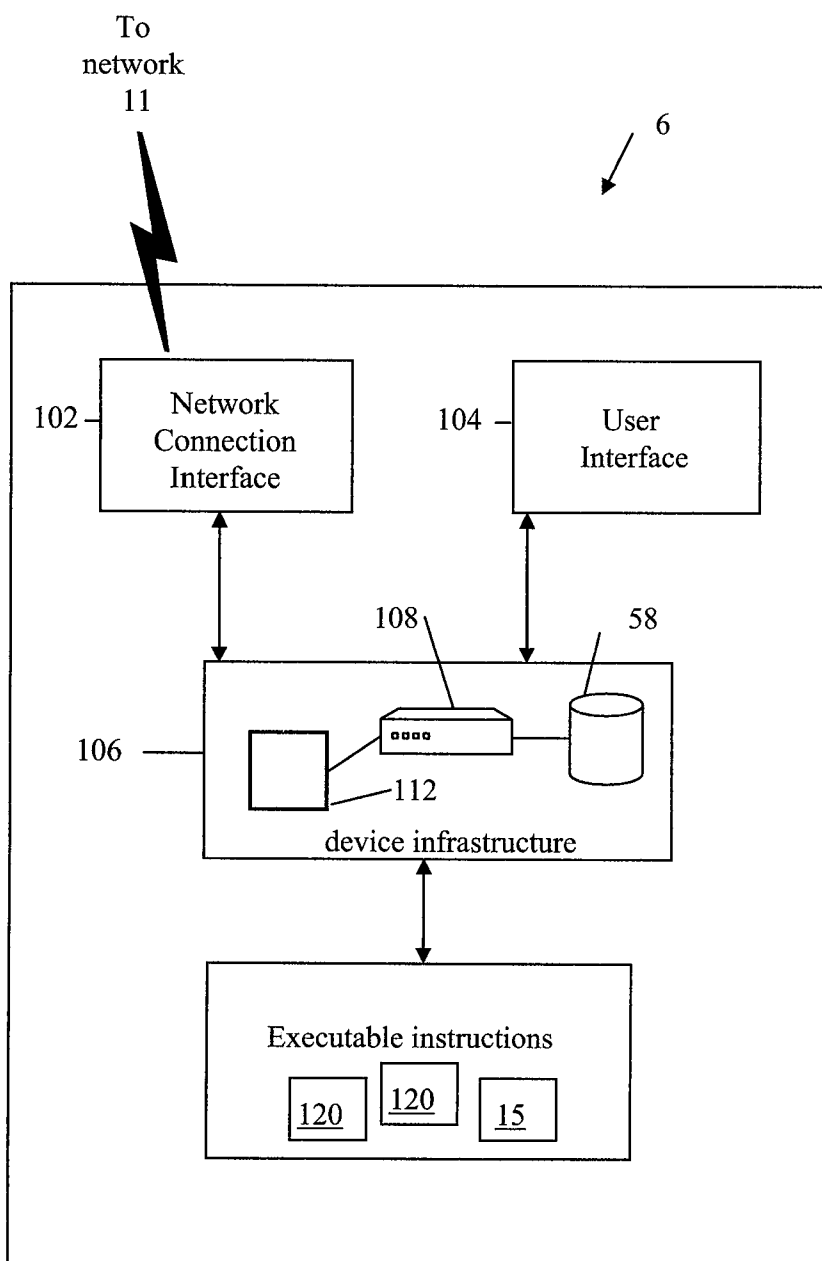 To
network
11
6
102
Network
Connection
Interface
104
User
Interface
108
58
106
112
device infrastructure
Executable instructions
120
120
15